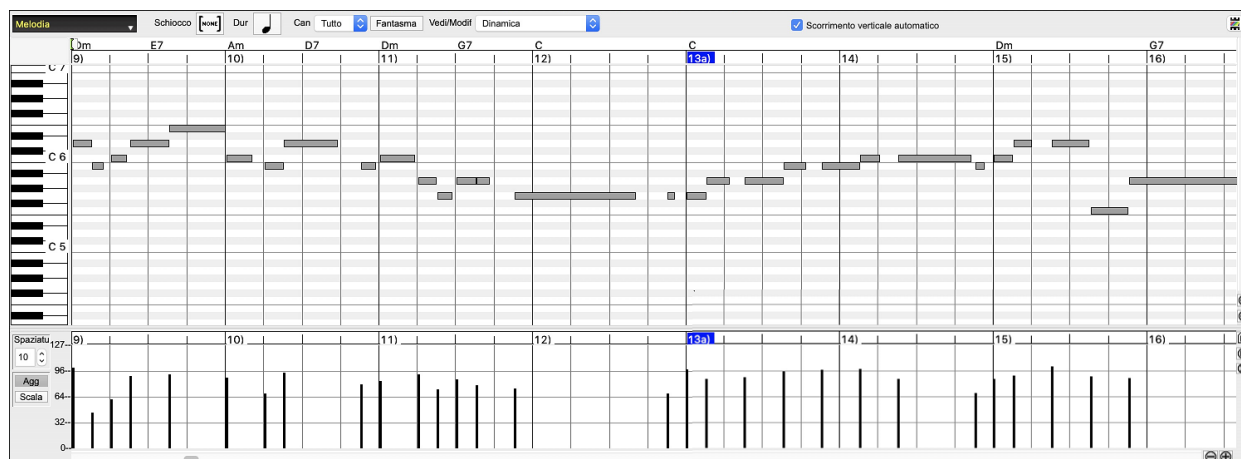 Melodia Schiocco [NONE] Dur Can Tutto Fantasma Vedi/Modif Dinamica Scorrimento verticale automatico
Dm E7 Am D7 Dm G7 C C Dm G7
9) 10) 11) 12) 13a) 14) 15) 16)
C 7
C 6
C 5
Spaziatu 9) 10) 11) 12) 13a) 14) 15) 16)
127
10
96
Agg
Scala
64
32
0